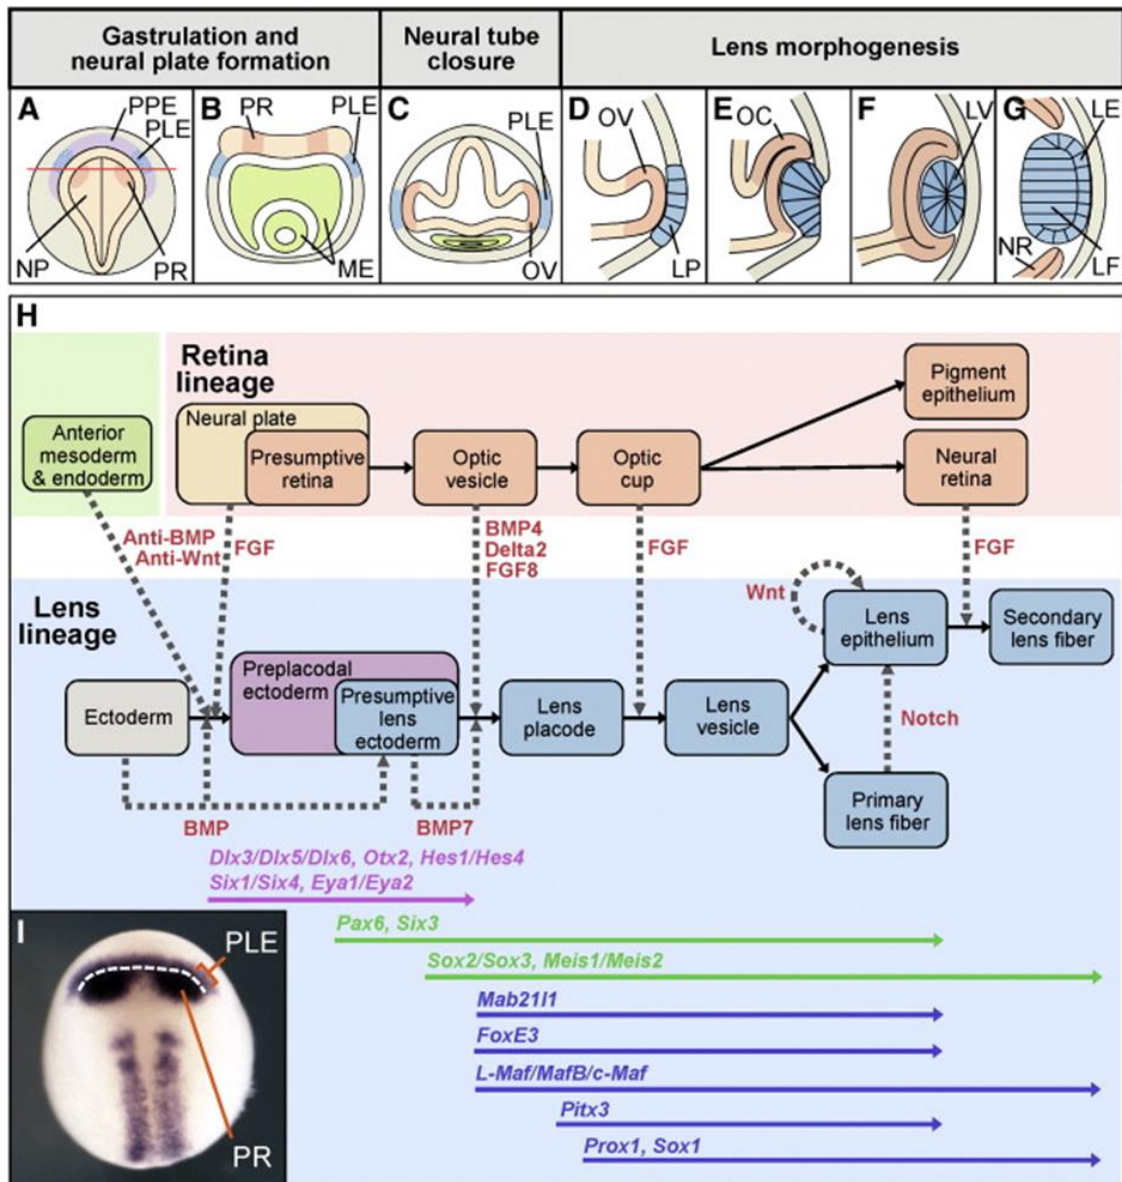 Gastrulation and
neural plate formation
Neural tube
closure
Lens morphogenesis
A
PPE
PLE
NP
PR
B
PR
PLE
ME
C
PLE
OV
D
OV
LP
E
OC
F
LV
G
LE
NR
LF
H
Retina
lineage
Anterior
mesoderm
& endoderm
Neural plate
Presumptive
retina
Optic
vesicle
Optic
cup
Pigment
epithelium
Neural
retina
Anti-BMP
Anti-Wnt
FGF
BMP4
Delta2
FGF8
FGF
FGF
Lens
lineage
Wnt
Lens
epithelium
Secondary
lens fiber
Ectoderm
Preplacodal
ectoderm
Presumptive
lens
ectoderm
Lens
placode
Lens
vesicle
Notch
Primary
lens fiber
BMP
BMP7
Dlx3/Dlx5/Dlx6, Otx2, Hes1/Hes4
Six1/Six4, Eya1/Eya2
Pax6, Six3
Sox2/Sox3, Meis1/Meis2
Mab21l1
FoxE3
L-Maf/MafB/c-Maf
Pitx3
Prox1, Sox1
I
PLE
PR